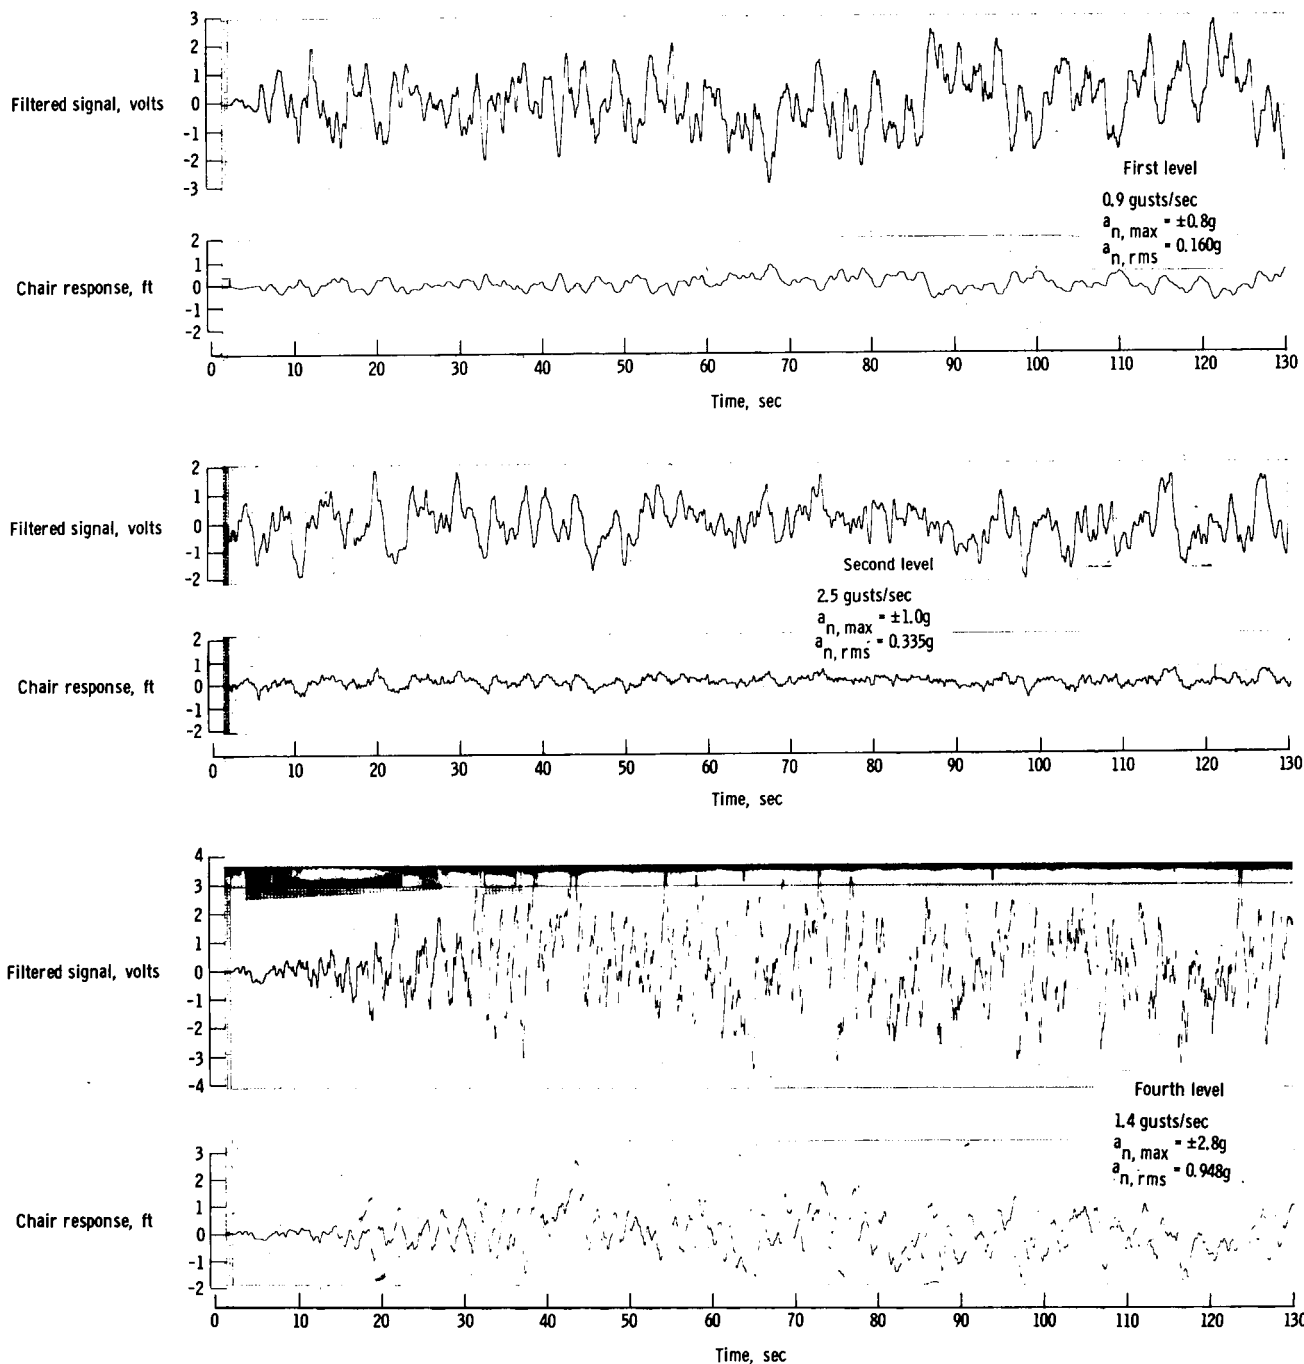 3
2
1
Filtered signal, volts 0
-1
-2
-3
First level
0.9 gusts/sec
a n, max = ±0.8g
a n, rms = 0.160g
2
1
Chair response, ft 0
-1
-2
0 10 20 30 40 50 60 70 80 90 100 110 120 130
Time, sec
2
1
Filtered signal, volts 0
-1
-2
Second level
2.5 gusts/sec
a n, max = ±1.0g
a n, rms = 0.335g
2
1
Chair response, ft 0
-1
-2
0 10 20 30 40 50 60 70 80 90 100 110 120 130
Time, sec
4
3
2
1
Filtered signal, volts 0
-1
-2
-3
-4
Fourth level
1.4 gusts/sec
a n, max = ±2.8g
a n, rms = 0.948g
3
2
1
Chair response, ft 0
-1
-2
0 10 20 30 40 50 60 70 80 90 100 110 120 130
Time, sec